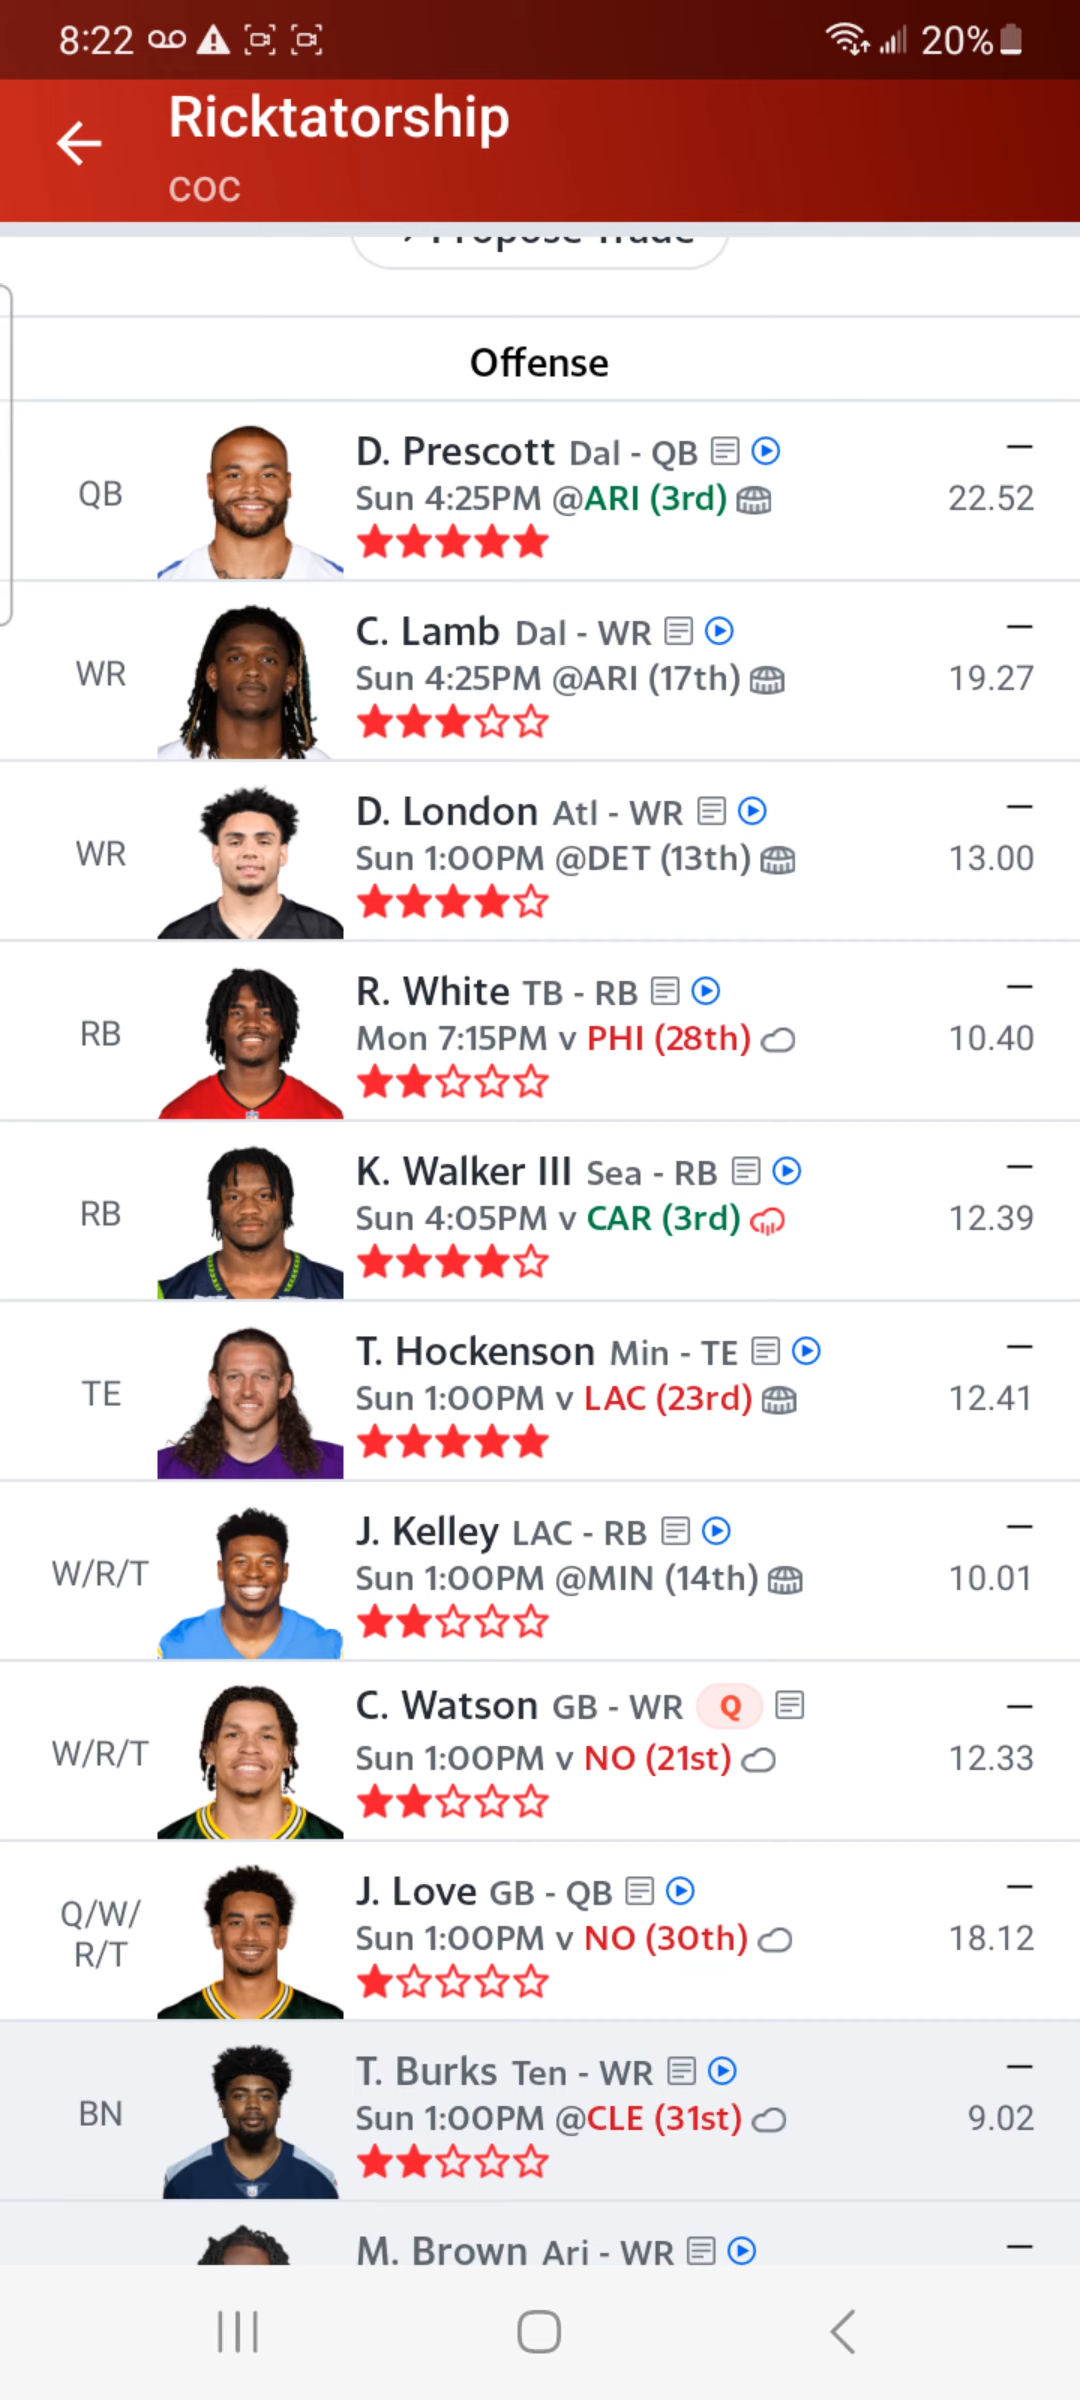 8:22 20%
Ricktatorship
COC
Propose Trade
Offense
QB
D. Prescott Dal - QB
–
Sun 4:25PM @ARI (3rd)
22.52
WR
C. Lamb Dal - WR
–
Sun 4:25PM @ARI (17th)
19.27
WR
D. London Atl - WR
–
Sun 1:00PM @DET (13th)
13.00
RB
R. White TB - RB
–
Mon 7:15PM v PHI (28th)
10.40
RB
K. Walker III Sea - RB
–
Sun 4:05PM v CAR (3rd)
12.39
TE
T. Hockenson Min - TE
–
Sun 1:00PM v LAC (23rd)
12.41
W/R/T
J. Kelley LAC - RB
–
Sun 1:00PM @MIN (14th)
10.01
W/R/T
C. Watson GB - WR Q
–
Sun 1:00PM v NO (21st)
12.33
Q/W/
R/T
J. Love GB - QB
–
Sun 1:00PM v NO (30th)
18.12
BN
T. Burks Ten - WR
–
Sun 1:00PM @CLE (31st)
9.02
M. Brown Ari - WR
–